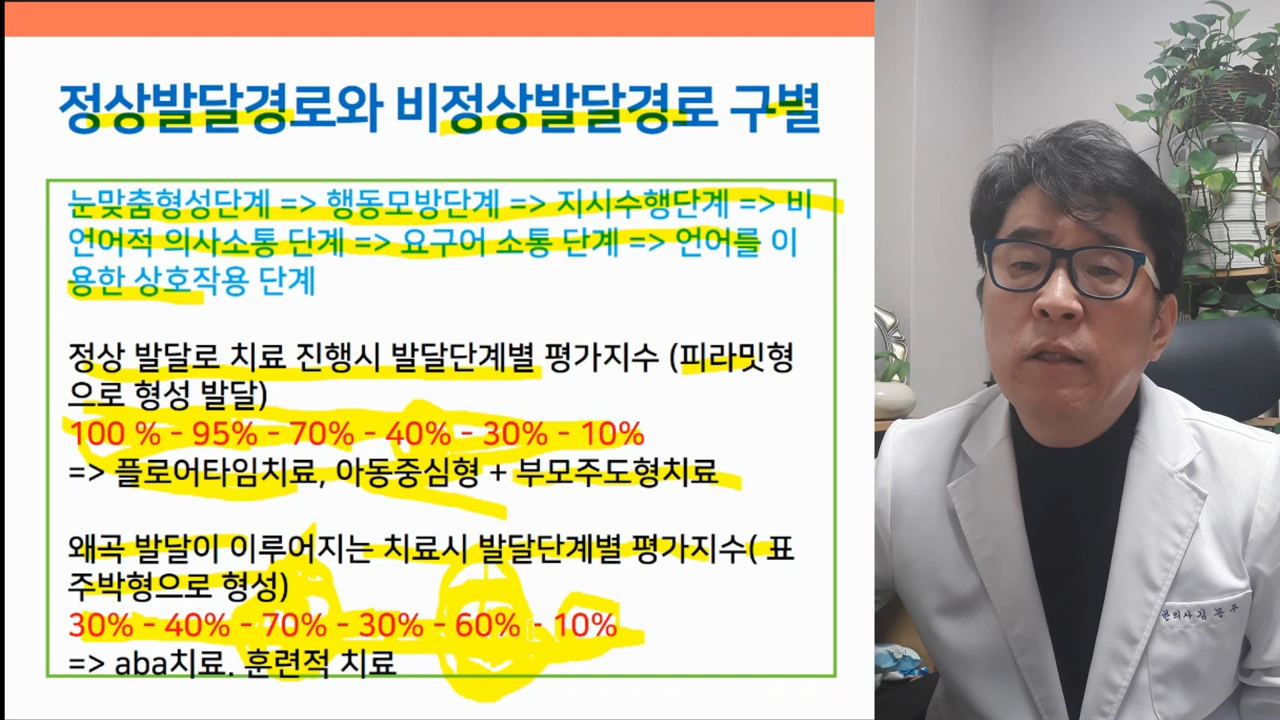 정상발달경로와 비정상발달경로 구별
눈맞춤형성단계 => 행동모방단계 => 지시수행단계 => 비
언어적 의사소통 단계 => 요구어 소통 단계 => 언어를 이
용한 상호작용 단계
정상 발달로 치료 진행시 발달단계별 평가지수 (피라밋형
으로 형성 발달)
100 % - 95% - 70% - 40% - 30% - 10%
=> 플로어타임치료, 아동중심형 + 부모주도형치료
왜곡 발달이 이루어지는 치료시 발달단계별 평가지수( 표
주박형으로 형성)
30% - 40% - 70% - 30% - 60% - 10%
=> aba치료. 훈련적 치료
한의사